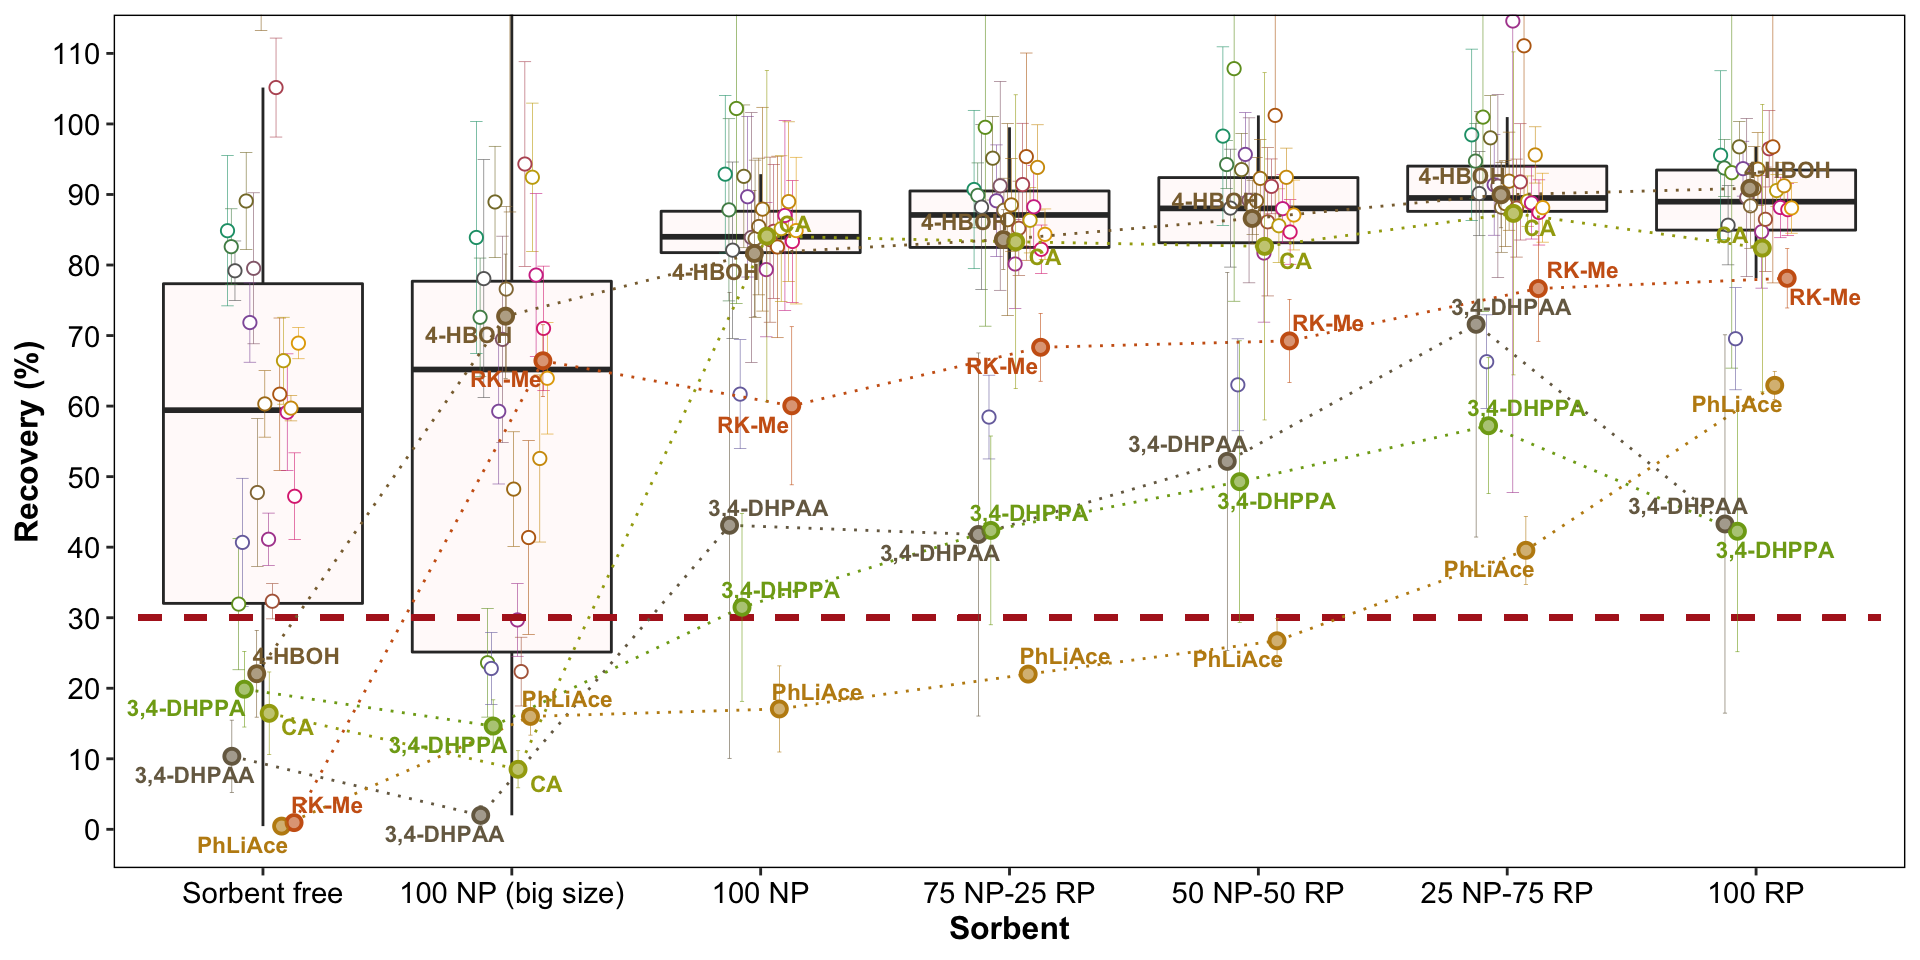 Recovery (%)
110
100
90
80
70
60
50
40
30
20
10
0
4-HBOH
3,4-DHPPA
CA
3,4-DHPAA
RK-Me
PhLiAce
4-HBOH
RK-Me
PhLiAce
3,4-DHPPA
CA
3,4-DHPAA
CA
4-HBOH
RK-Me
3,4-DHPAA
3,4-DHPPA
PhLiAce
4-HBOH
CA
RK-Me
3,4-DHPPA
3,4-DHPAA
PhLiAce
4-HBOH
CA
RK-Me
3,4-DHPAA
3,4-DHPPA
PhLiAce
4-HBOH
CA
RK-Me
3,4-DHPAA
3,4-DHPPA
PhLiAce
4-HBOH
CA
RK-Me
PhLiAce
3,4-DHPAA
3,4-DHPPA
Sorbent free
100 NP (big size)
100 NP
75 NP-25 RP
50 NP-50 RP
25 NP-75 RP
100 RP
Sorbent